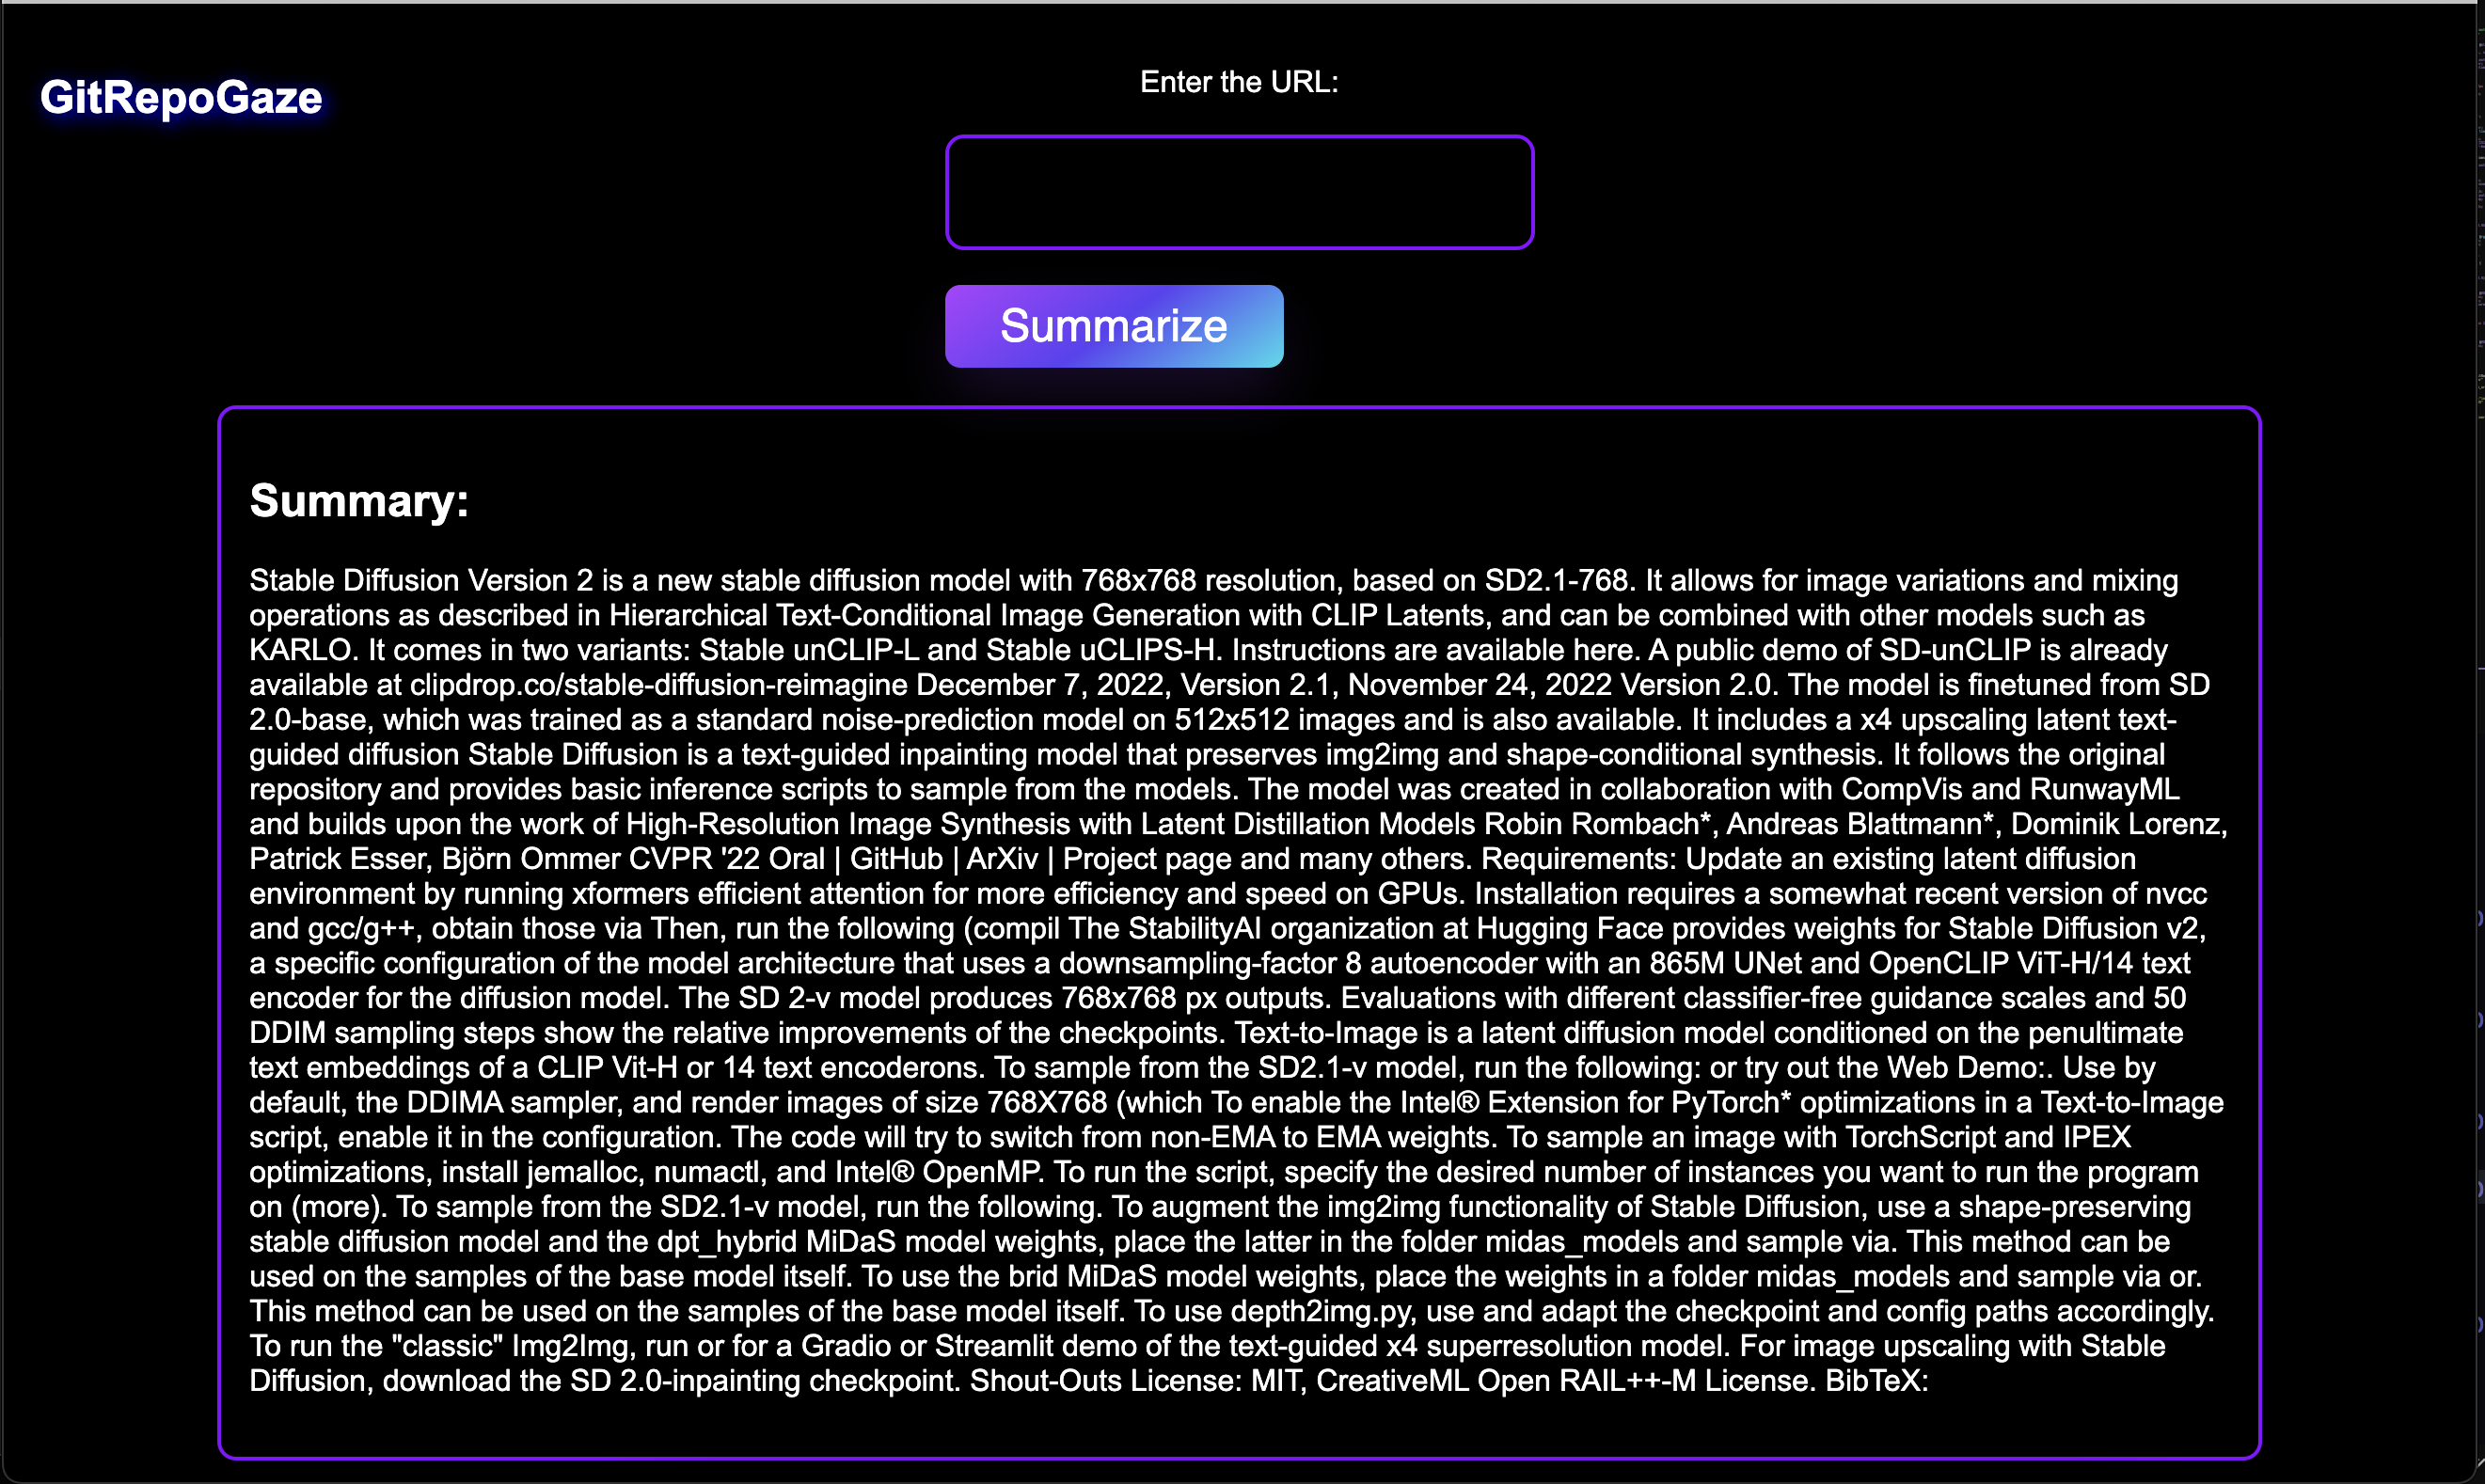 GitRepoGaze
Enter the URL:
Summarize
Summary:
Stable Diffusion Version 2 is a new stable diffusion model with 768x768 resolution, based on SD2.1-768. It allows for image variations and mixing
operations as described in Hierarchical Text-Conditional Image Generation with CLIP Latents, and can be combined with other models such as
KARLO. It comes in two variants: Stable unCLIP-L and Stable uCLIPS-H. Instructions are available here. A public demo of SD-unCLIP is already
available at clipdrop.co/stable-diffusion-reimagine December 7, 2022, Version 2.1, November 24, 2022 Version 2.0. The model is finetuned from SD
2.0-base, which was trained as a standard noise-prediction model on 512x512 images and is also available. It includes a x4 upscaling latent text-
guided diffusion Stable Diffusion is a text-guided inpainting model that preserves img2img and shape-conditional synthesis. It follows the original
repository and provides basic inference scripts to sample from the models. The model was created in collaboration with CompVis and RunwayML
and builds upon the work of High-Resolution Image Synthesis with Latent Distillation Models Robin Rombach*, Andreas Blattmann*, Dominik Lorenz,
Patrick Esser, Björn Ommer CVPR '22 Oral | GitHub | ArXiv | Project page and many others. Requirements: Update an existing latent diffusion
environment by running xformers efficient attention for more efficiency and speed on GPUs. Installation requires a somewhat recent version of nvcc
and gcc/g++, obtain those via Then, run the following (compil The StabilityAI organization at Hugging Face provides weights for Stable Diffusion v2,
a specific configuration of the model architecture that uses a downsampling-factor 8 autoencoder with an 865M UNet and OpenCLIP ViT-H/14 text
encoder for the diffusion model. The SD 2-v model produces 768x768 px outputs. Evaluations with different classifier-free guidance scales and 50
DDIM sampling steps show the relative improvements of the checkpoints. Text-to-Image is a latent diffusion model conditioned on the penultimate
text embeddings of a CLIP Vit-H or 14 text encoderons. To sample from the SD2.1-v model, run the following: or try out the Web Demo:. Use by
default, the DDIMA sampler, and render images of size 768X768 (which To enable the Intel® Extension for PyTorch* optimizations in a Text-to-Image
script, enable it in the configuration. The code will try to switch from non-EMA to EMA weights. To sample an image with TorchScript and IPEX
optimizations, install jemalloc, numactl, and Intel® OpenMP. To run the script, specify the desired number of instances you want to run the program
on (more). To sample from the SD2.1-v model, run the following. To augment the img2img functionality of Stable Diffusion, use a shape-preserving
stable diffusion model and the dpt_hybrid MiDaS model weights, place the latter in the folder midas_models and sample via. This method can be
used on the samples of the base model itself. To use the brid MiDaS model weights, place the weights in a folder midas_models and sample via or.
This method can be used on the samples of the base model itself. To use depth2img.py, use and adapt the checkpoint and config paths accordingly.
To run the "classic" Img2Img, run or for a Gradio or Streamlit demo of the text-guided x4 superresolution model. For image upscaling with Stable
Diffusion, download the SD 2.0-inpainting checkpoint. Shout-Outs License: MIT, CreativeML Open RAIL++-M License. BibTeX: